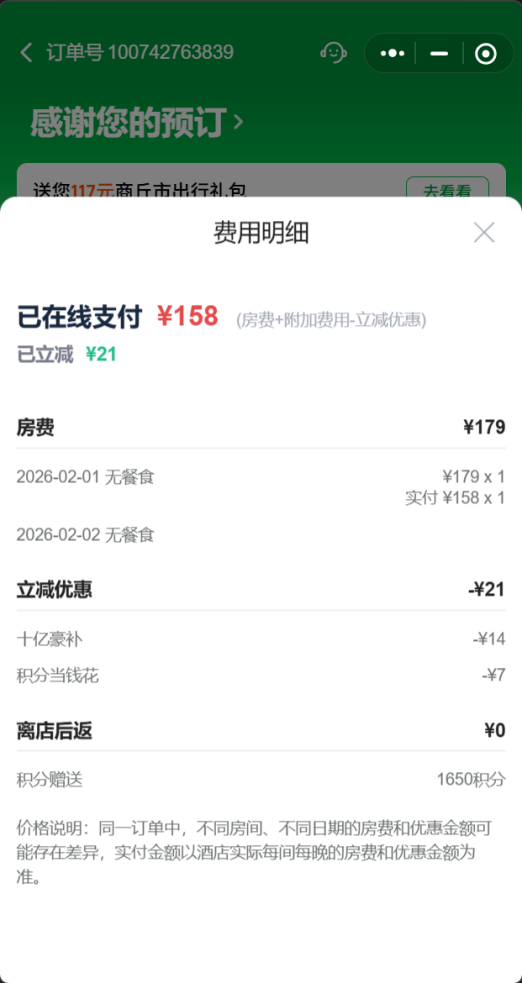 订单号 100742763839
感谢您的预订
送您117元商丘市出行礼包
去看看
费用明细
已在线支付 ¥158 (房费+附加费用-立减优惠)
已立减 ¥21
房费 ¥179
2026-02-01 无餐食 ¥179 x 1
实付 ¥158 x 1
2026-02-02 无餐食
立减优惠 -¥21
十亿豪补 -¥14
积分当钱花 -¥7
离店后返 ¥0
积分赠送 1650积分
价格说明：同一订单中，不同房间、不同日期的房费和优惠金额可
能存在差异，实付金额以酒店实际每间每晚的房费和优惠金额为
准。